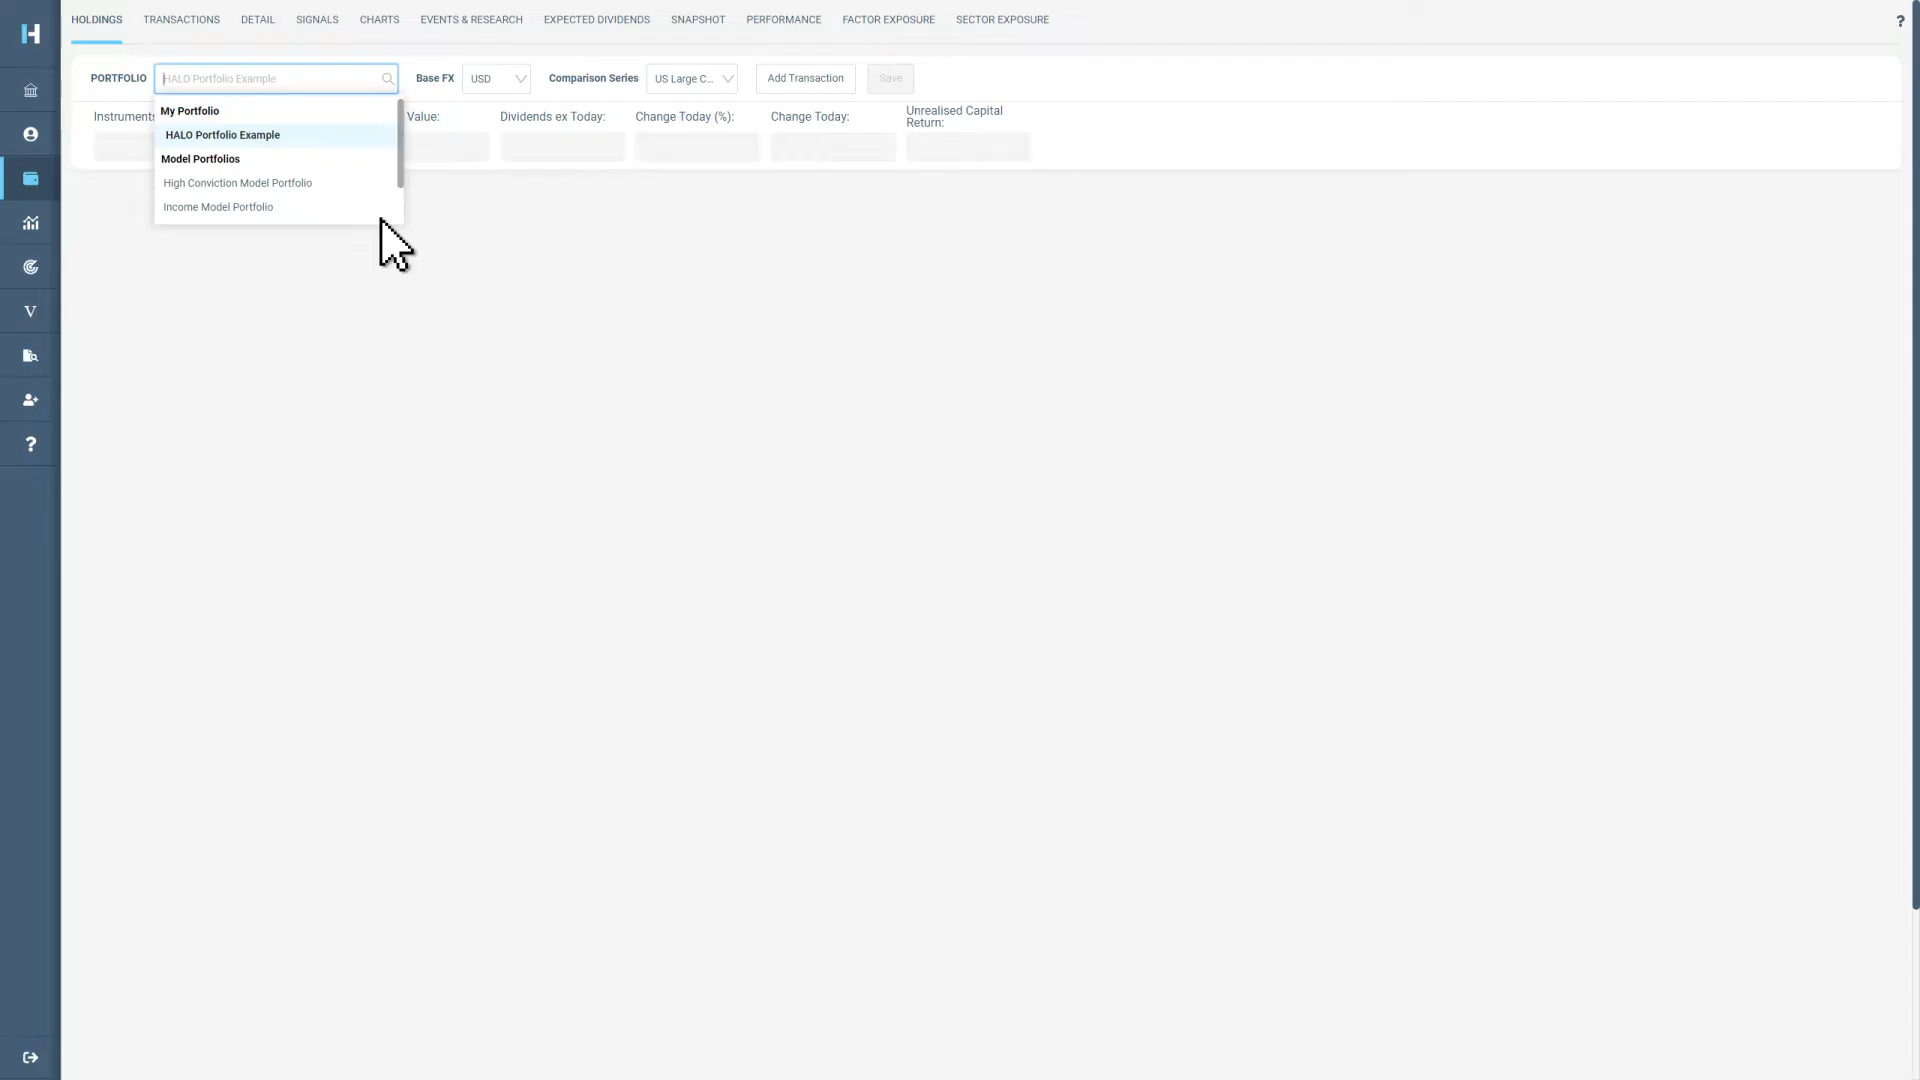 H
HOLDINGS TRANSACTIONS DETAIL SIGNALS CHARTS EVENTS & RESEARCH EXPECTED DIVIDENDS SNAPSHOT PERFORMANCE FACTOR EXPOSURE SECTOR EXPOSURE ?
PORTFOLIO HALO Portfolio Example Base FX USD Comparison Series US Large C... Add Transaction Save
Instruments Value: Dividends ex Today: Change Today (%): Change Today: Unrealised Capital
Return:
My Portfolio
HALO Portfolio Example
Model Portfolios
High Conviction Model Portfolio
Income Model Portfolio
V
?